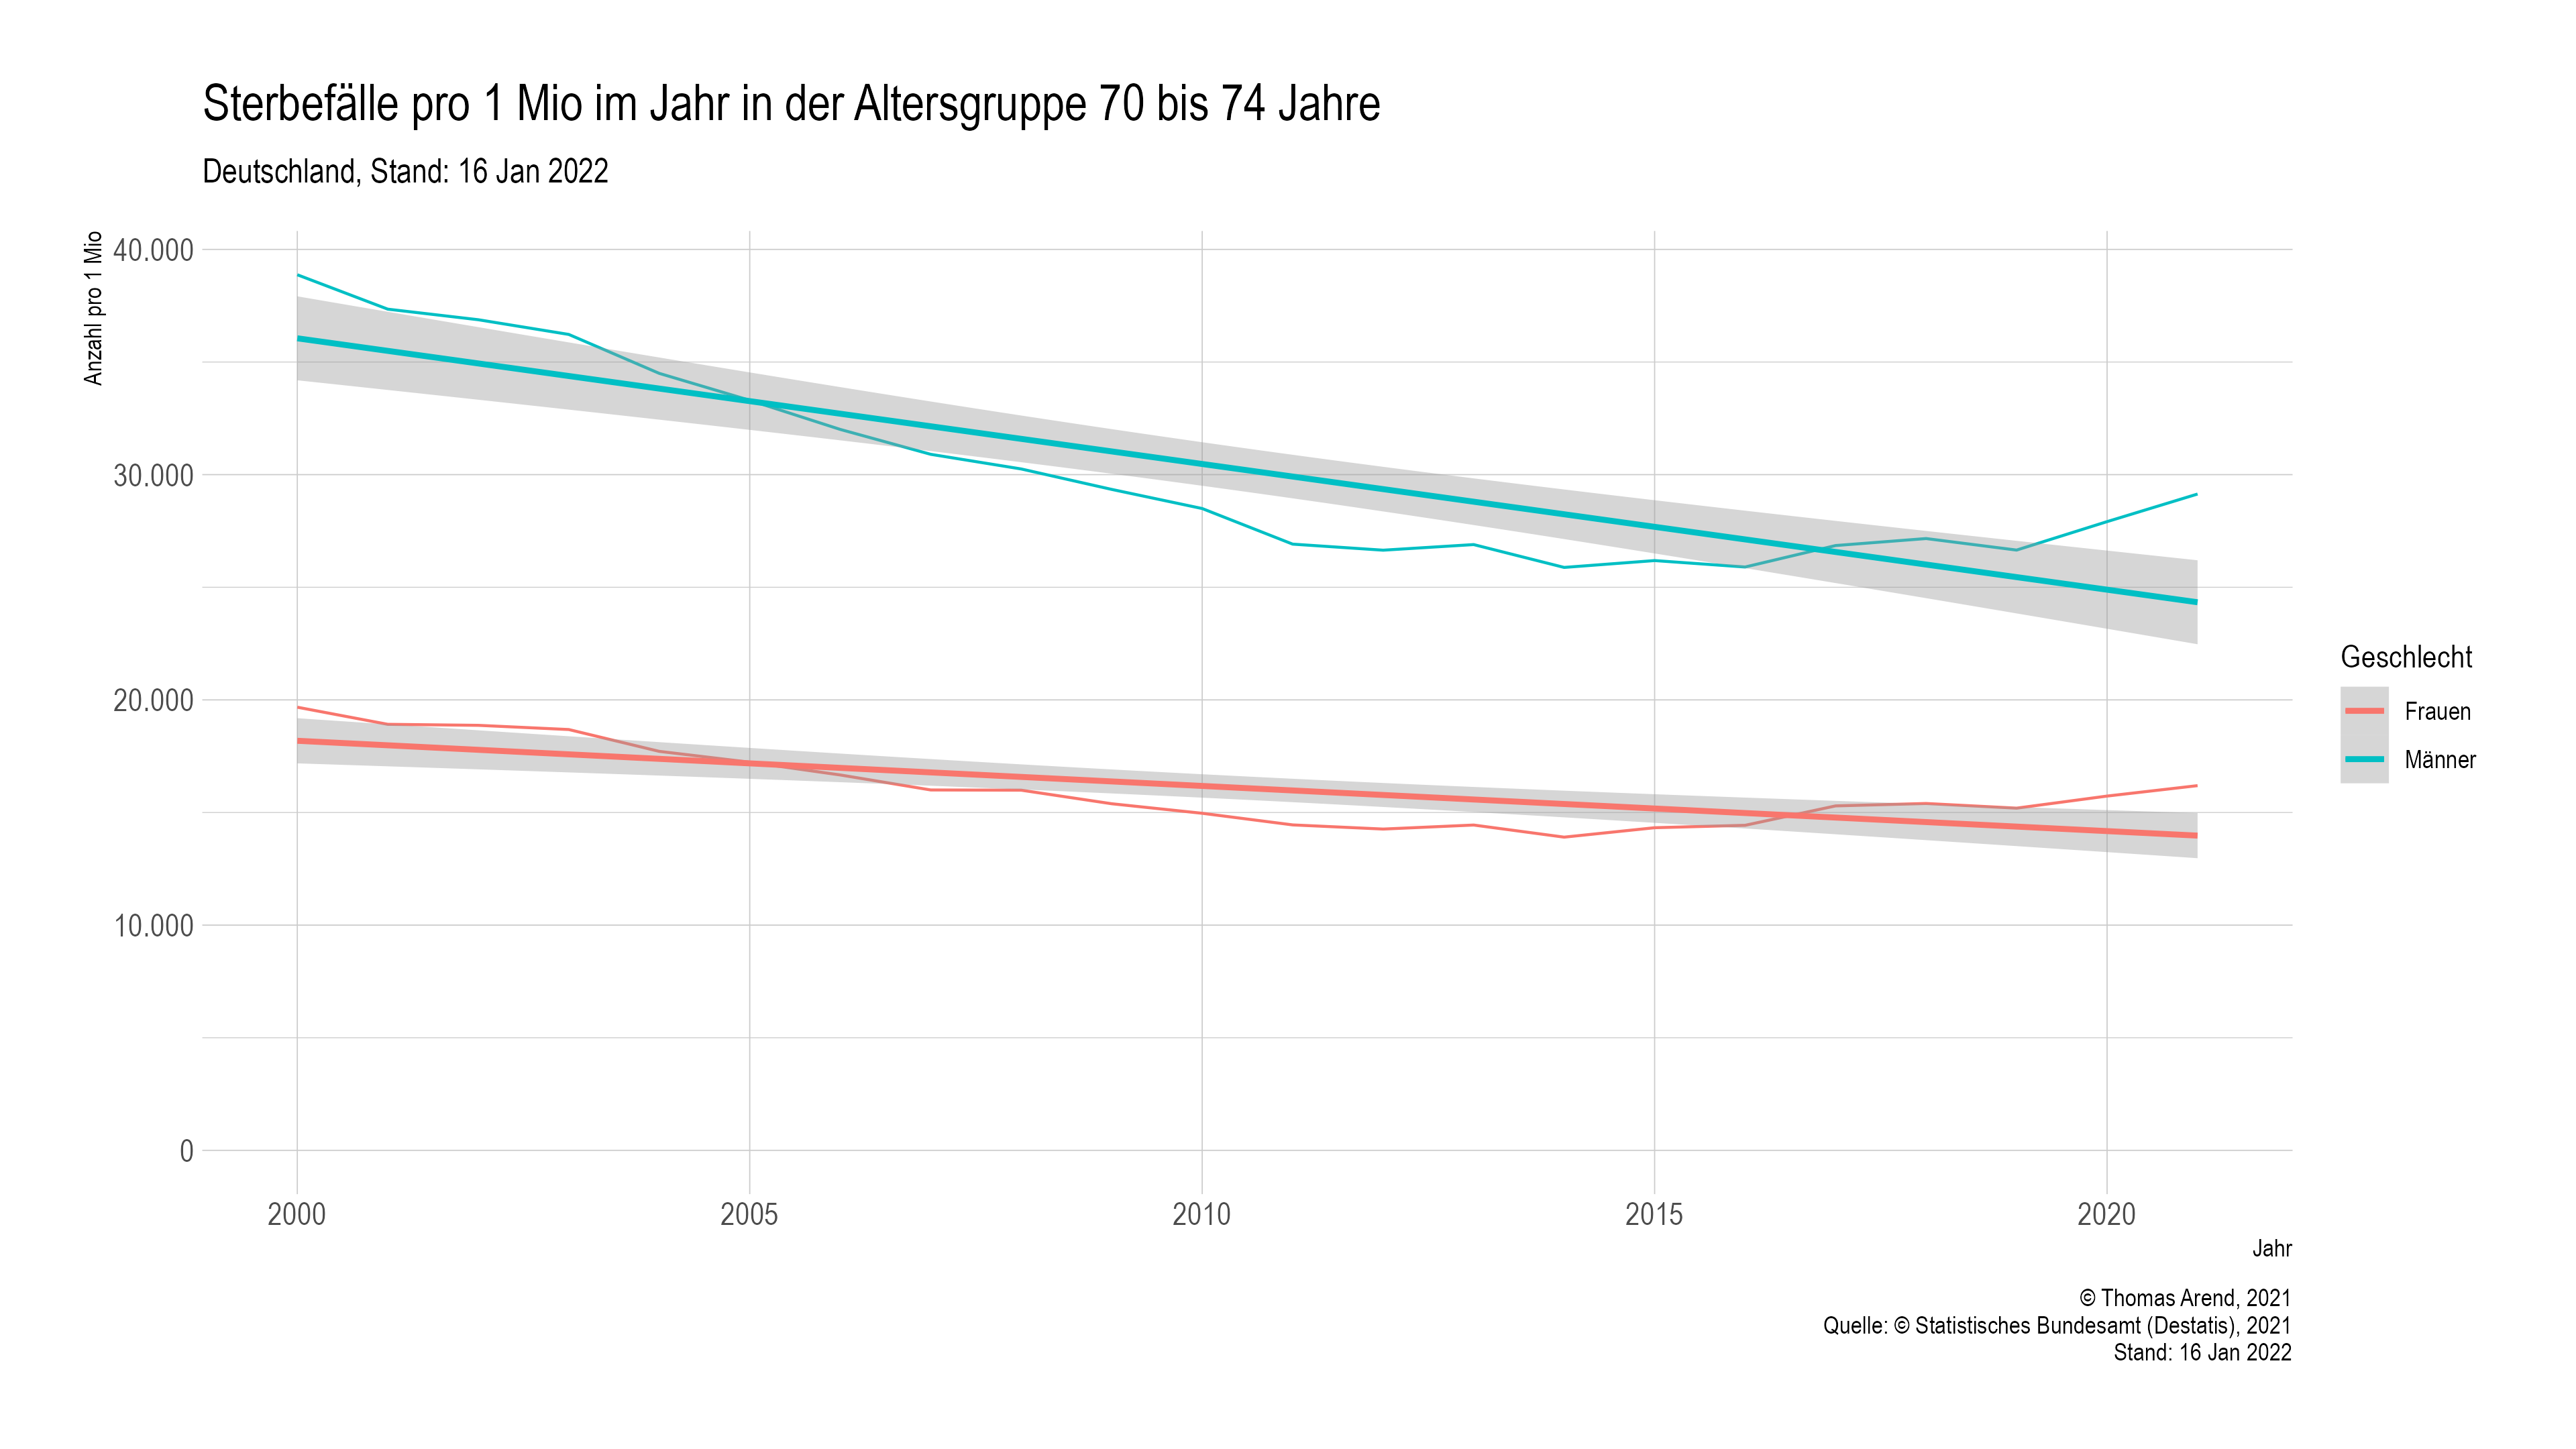 Sterbefälle pro 1 Mio im Jahr in der Altersgruppe 70 bis 74 Jahre
Deutschland, Stand: 16 Jan 2022
Anzahl pro 1 Mio
40.000
30.000
20.000
10.000
0
2000
2005
2010
2015
2020
Jahr
Geschlecht
Frauen
Männer
© Thomas Arend, 2021
Quelle: © Statistisches Bundesamt (Destatis), 2021
Stand: 16 Jan 2022